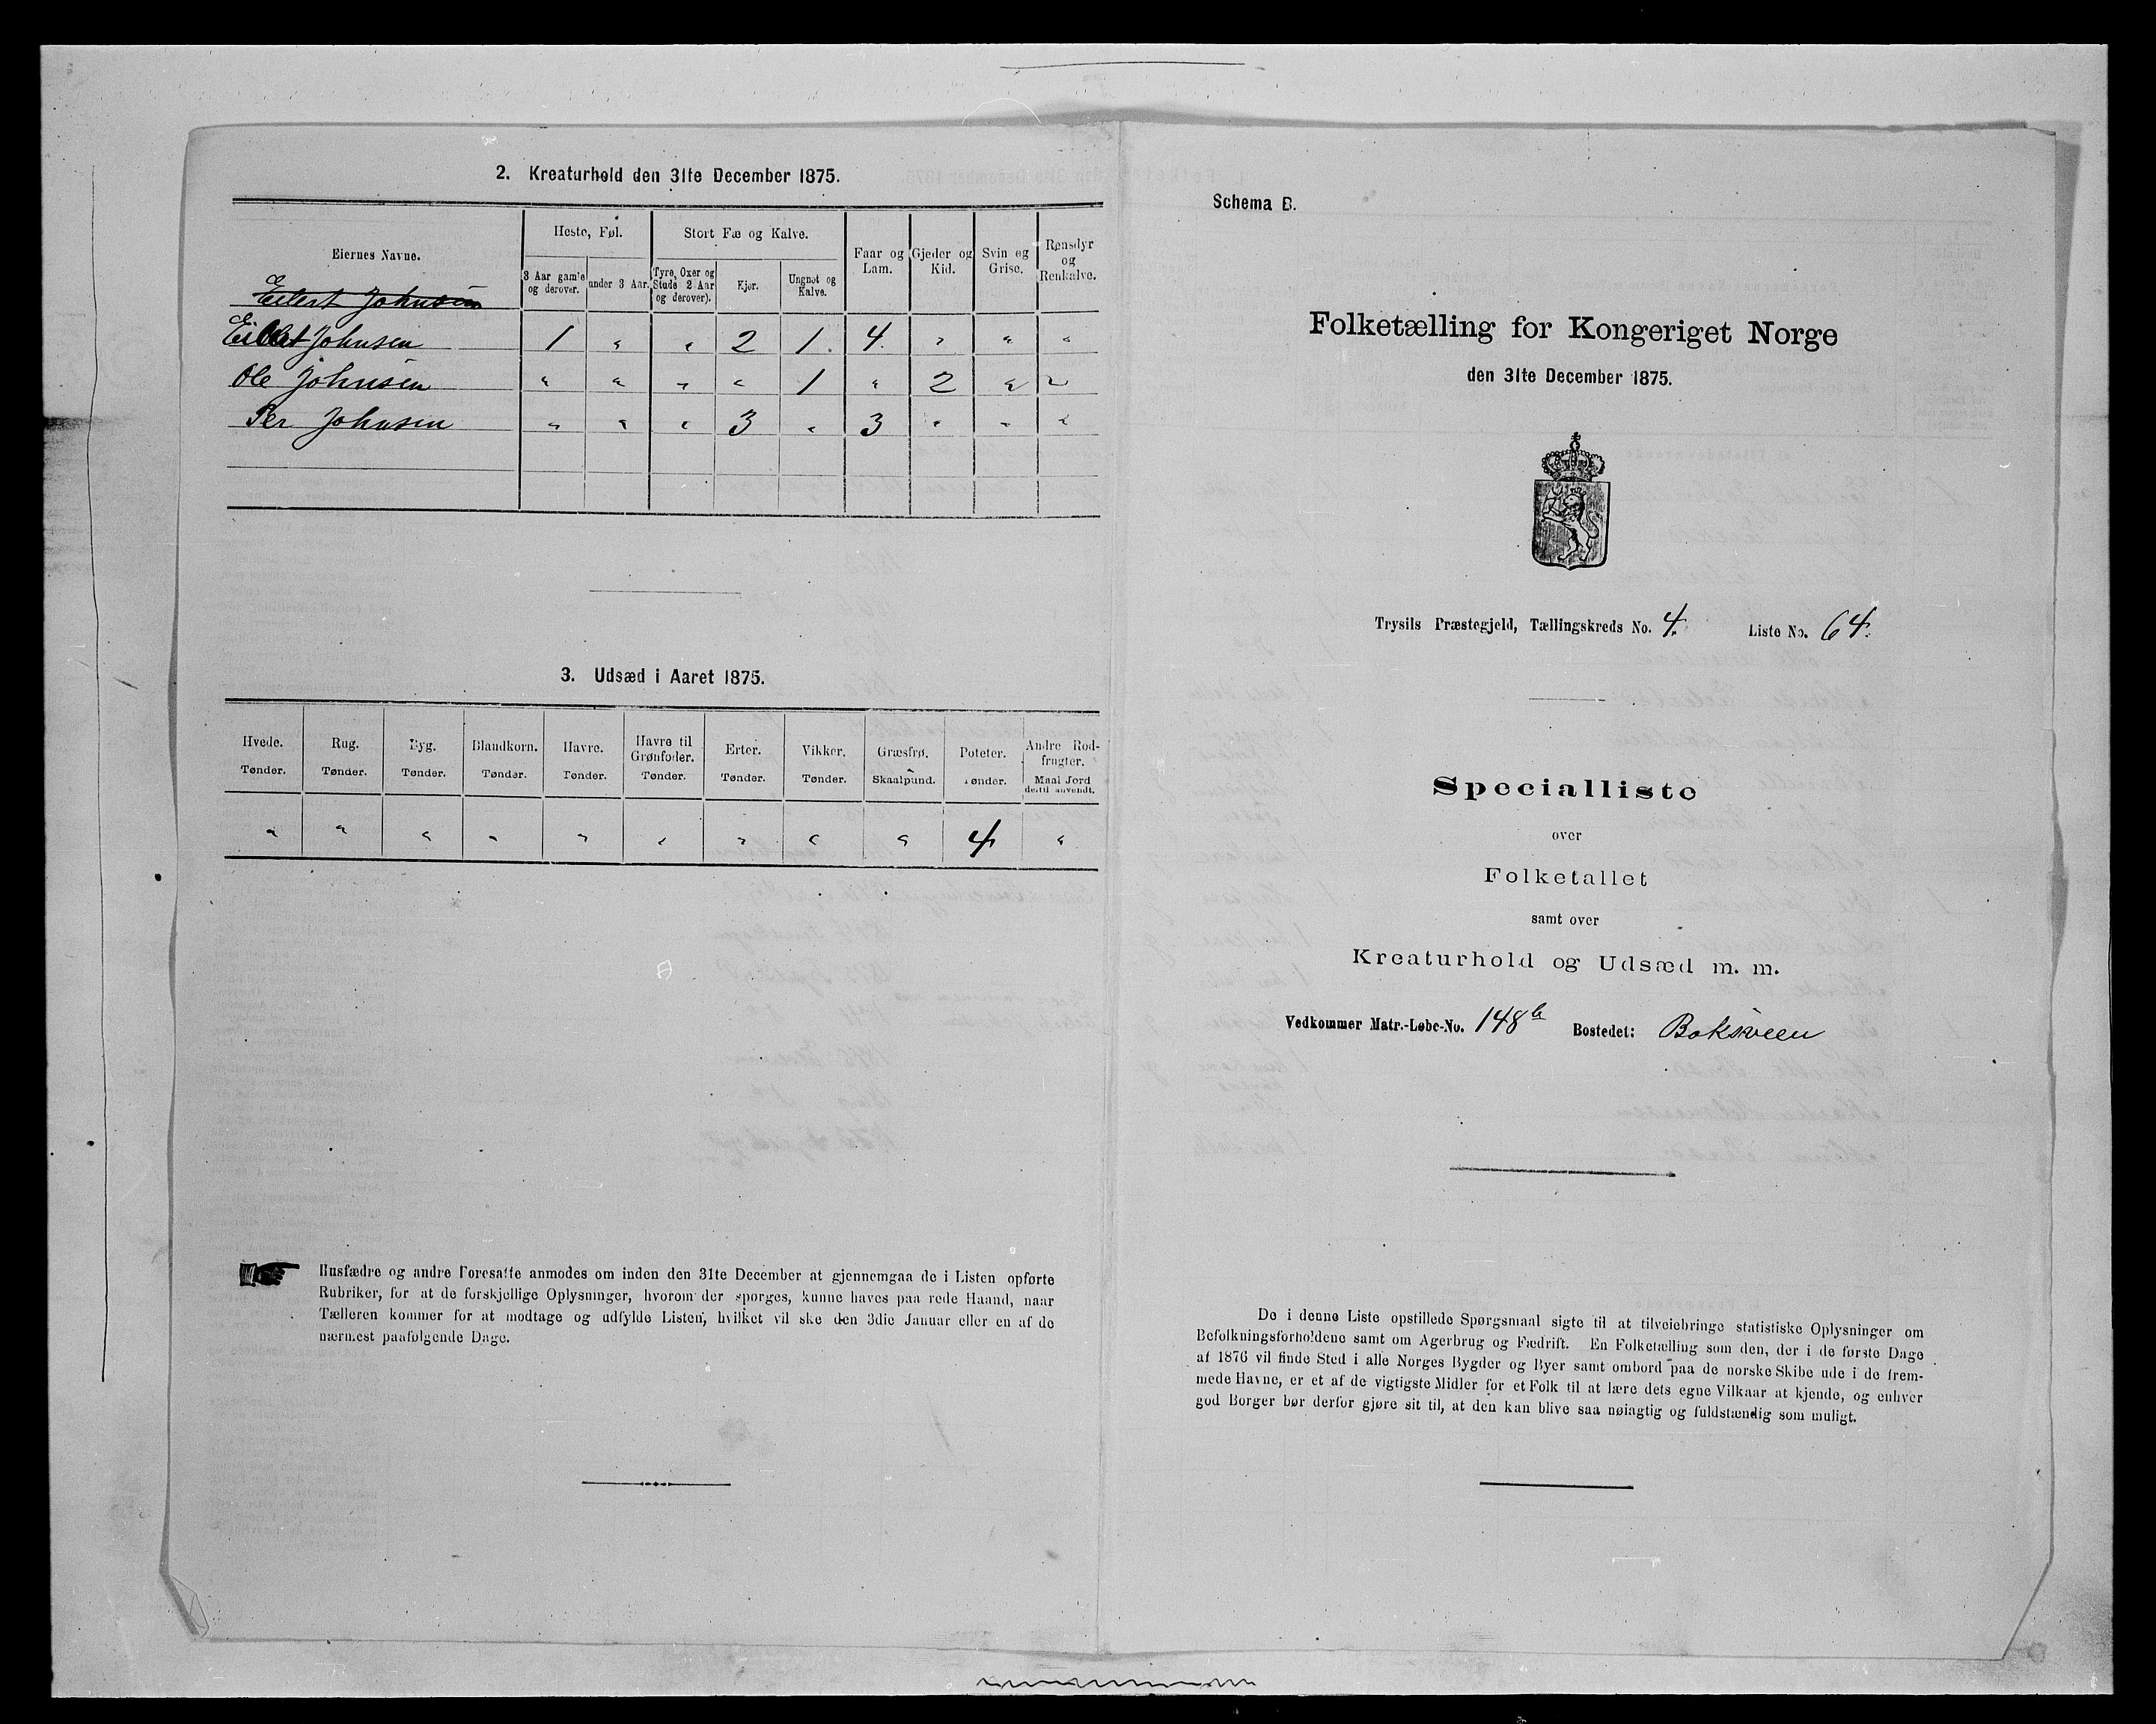 2. Kreaturhold den 31te December 1875.
Eiernes Navne.
Heste, Føl.
Stort Fæ og Kalve.
Faar og Lam.
Gjeder og Kid.
Svin og Grise.
Rensdyr og Renkalve.
3 Aar gamle og derover.
under 3 Aar.
Tyre, Oxer og Stude 2 Aar og derover).
Kjør.
Ungnøt og Kalve.
Eilert Johnsen
Eilert Johnsen 1 " " 2 1. 4. " " "
Ole Johnsen " " " " 1 " 2 " "
Per Johnsen " " " 3 " 3 " " "
3. Udsæd i Aaret 1875.
Hvede. Rug. Byg. Blandkorn. Havre. Havre til Grønfoder. Erter. Vikker. Græsfrø. Poteter. Andre Rodfrugter.
Tønder. Tønder. Tønder. Tønder. Tønder. Tønder. Tønder. Tønder. Skaalpund. Tønder. Maal Jord dertil anvendt.
" " " " " " " " " 4 "
Husfædre og andre Foresatte anmodes om inden den 31te December at gjennemgaa de i Listen opførte
Rubriker, for at de forskjellige Oplysninger, hvorom der spørges, kunne haves paa rede Haand, naar
Tælleren kommer for at modtage og udfylde Listen, hvilket vil ske den 3die Januar eller en af de
nærmest paafølgende Dage.
Schema B.
Folketælling for Kongeriget Norge
den 31te December 1875.
Trysils Præstegjeld, Tællingskreds No. 4. Liste No. 64.
Specialliste
over
Folketallet
samt over
Kreaturhold og Udsæd m. m.
Vedkommer Matr.-Løbe-No. 148b Bostedet: Boksveen
De i denne Liste opstillede Spørgsmaal sigte til at tilveiebringe statistiske Oplysninger om
Befolkningsforholdene samt om Agerbrug og Fædrift. En Folketælling som den, der i de første Dage
af 1876 vil finde Sted i alle Norges Bygder og Byer samt ombord paa de norske Skibe ude i de frem-
mede Havne, er et af de vigtigste Midler for et Folk til at lære dets egne Vilkaar at kjende, og enhver
god Borger bør derfor gjøre sit til, at den kan blive saa nøiagtig og fuldstændig som muligt.